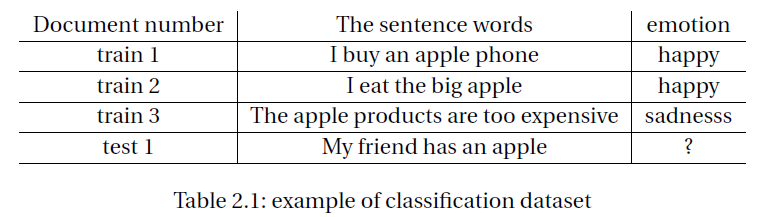 Document number The sentence words emotion
train 1 I buy an apple phone happy
train 2 I eat the big apple happy
train 3 The apple products are too expensive sadnesss
test 1 My friend has an apple ?
Table 2.1: example of classification dataset